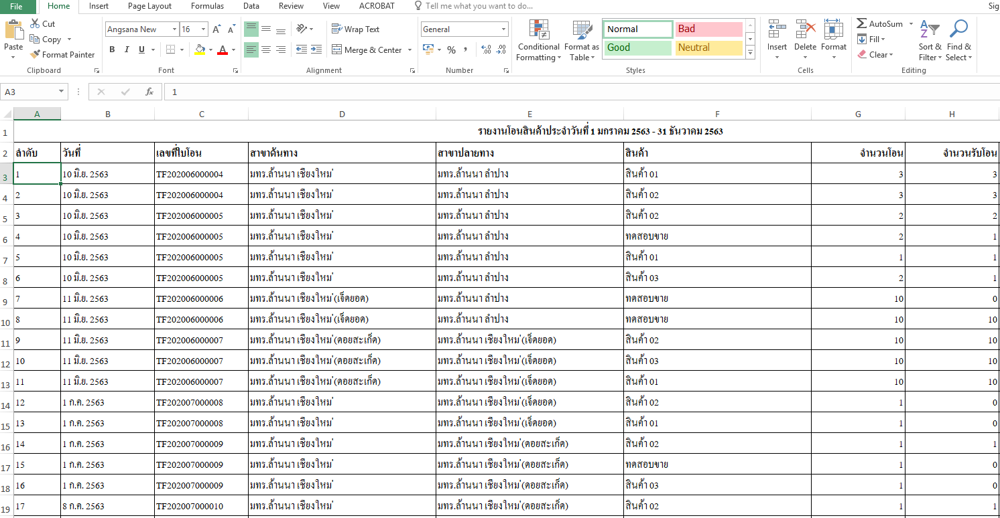 File Home Insert Page Layout Formulas Data Review View ACROBAT Tell me what you want to do... Sig
Paste Cut Copy Format Painter Clipboard
Angsana New 16 A A B I U A Font
Wrap Text Merge & Center Alignment
General % , .00 .0 Number
Conditional Formatting Format as Table Normal Bad Good Neutral Styles
Insert Delete Format Cells
AutoSum Fill Clear Sort & Filter Find & Select Editing
A3 fx 1
A B C D E F G H
1 รายงานโอนสินค้าประจำวันที่ 1 มกราคม 2563 - 31 ธันวาคม 2563
2 ลำดับ วันที่ เลขที่ใบโอน สาขาต้นทาง สาขาปลายทาง สินค้า จำนวนโอน จำนวนรับโอน
3 1 10 มิ.ย. 2563 TF202006000004 มทร.ล้านนา เชียงใหม่ มทร.ล้านนา ลำปาง สินค้า 01 3 3
4 2 10 มิ.ย. 2563 TF202006000004 มทร.ล้านนา เชียงใหม่ มทร.ล้านนา ลำปาง สินค้า 02 3 3
5 3 10 มิ.ย. 2563 TF202006000005 มทร.ล้านนา เชียงใหม่ มทร.ล้านนา ลำปาง สินค้า 02 2 2
6 4 10 มิ.ย. 2563 TF202006000005 มทร.ล้านนา เชียงใหม่ มทร.ล้านนา ลำปาง ทดสอบขาย 2 1
7 5 10 มิ.ย. 2563 TF202006000005 มทร.ล้านนา เชียงใหม่ มทร.ล้านนา ลำปาง สินค้า 01 1 1
8 6 10 มิ.ย. 2563 TF202006000005 มทร.ล้านนา เชียงใหม่ มทร.ล้านนา ลำปาง สินค้า 03 2 1
9 7 11 มิ.ย. 2563 TF202006000006 มทร.ล้านนา เชียงใหม่ (เจ็ดยอด) มทร.ล้านนา ลำปาง ทดสอบขาย 10 0
10 8 11 มิ.ย. 2563 TF202006000006 มทร.ล้านนา เชียงใหม่ (เจ็ดยอด) มทร.ล้านนา ลำปาง ทดสอบขาย 10 10
11 9 11 มิ.ย. 2563 TF202006000007 มทร.ล้านนา เชียงใหม่ (ดอยสะเก็ด) มทร.ล้านนา เชียงใหม่ (เจ็ดยอด) สินค้า 02 10 10
12 10 11 มิ.ย. 2563 TF202006000007 มทร.ล้านนา เชียงใหม่ (ดอยสะเก็ด) มทร.ล้านนา เชียงใหม่ (เจ็ดยอด) สินค้า 03 10 10
13 11 11 มิ.ย. 2563 TF202006000007 มทร.ล้านนา เชียงใหม่ (ดอยสะเก็ด) มทร.ล้านนา เชียงใหม่ (เจ็ดยอด) สินค้า 01 10 10
14 12 1 ก.ค. 2563 TF202007000008 มทร.ล้านนา เชียงใหม่ มทร.ล้านนา เชียงใหม่ (เจ็ดยอด) สินค้า 02 1 0
15 13 1 ก.ค. 2563 TF202007000008 มทร.ล้านนา เชียงใหม่ มทร.ล้านนา เชียงใหม่ (เจ็ดยอด) สินค้า 01 1 0
16 14 1 ก.ค. 2563 TF202007000009 มทร.ล้านนา เชียงใหม่ มทร.ล้านนา เชียงใหม่ (ดอยสะเก็ด) สินค้า 02 1 1
17 15 1 ก.ค. 2563 TF202007000009 มทร.ล้านนา เชียงใหม่ มทร.ล้านนา เชียงใหม่ (ดอยสะเก็ด) ทดสอบขาย 1 0
18 16 1 ก.ค. 2563 TF202007000009 มทร.ล้านนา เชียงใหม่ มทร.ล้านนา เชียงใหม่ (ดอยสะเก็ด) สินค้า 03 1 0
19 17 8 ก.ค. 2563 TF202007000010 มทร.ล้านนา เชียงใหม่ มทร.ล้านนา เชียงใหม่ (ดอยสะเก็ด) สินค้า 02 1 1